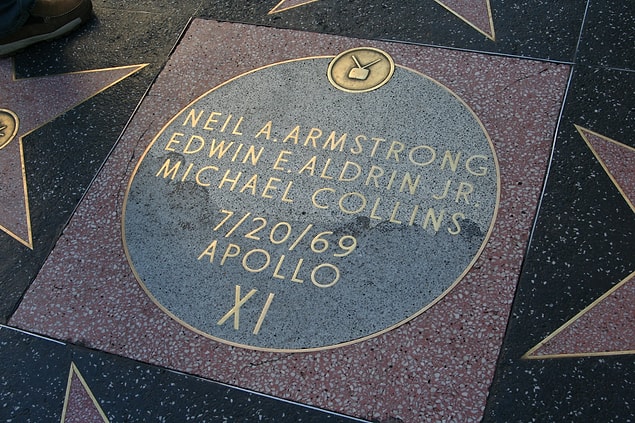 NEIL A. ARMSTRONG
EDWIN E. ALDRIN JR.
MICHAEL COLLINS
7/20/69
APOLLO
XI